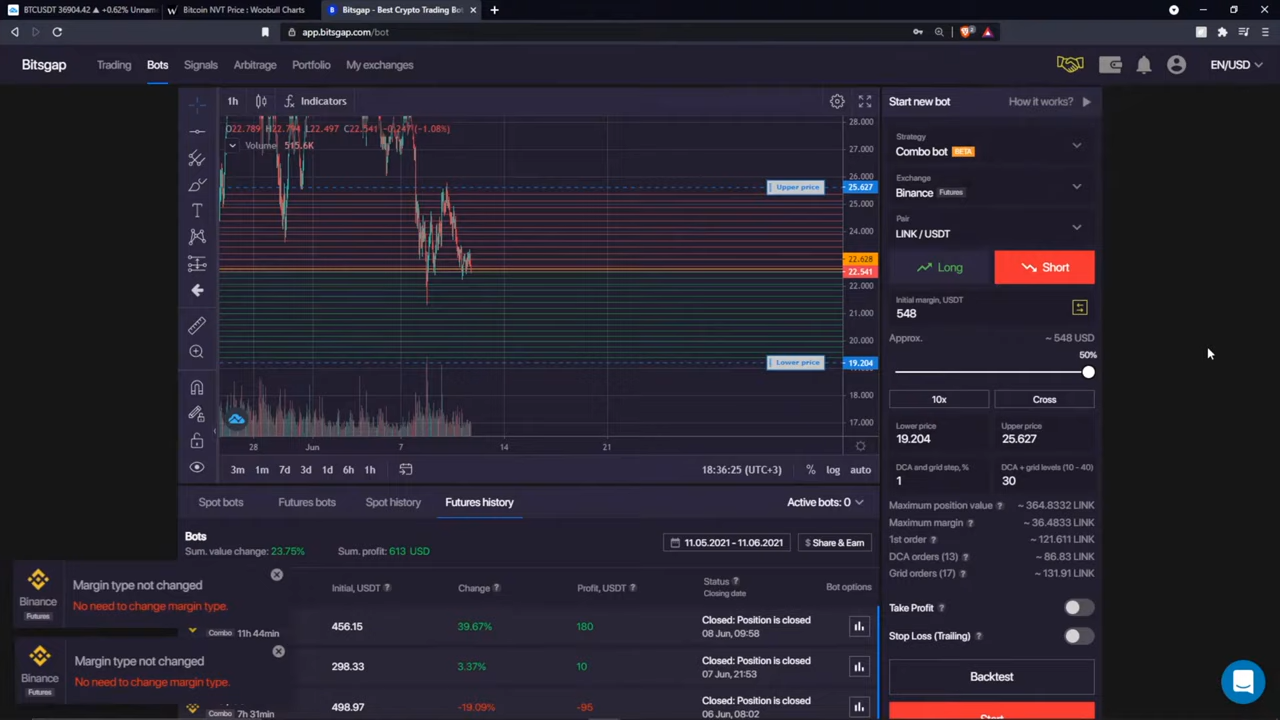 BTCUSDT 36904.42 ▲ +0.62% Unnam
Bitcoin NVT Price : Woobull Charts
Bitsgap - Best Crypto Trading Bot
app.bitsgap.com/bot
Bitsgap
Trading
Bots
Signals
Arbitrage
Portfolio
My exchanges
EN/USD
1h
Indicators
O22.789 H22.794 L22.497 C22.541 -0.247 (-1.08%)
Volume 515.6K
28.000
27.000
26.000
Upper price 25.627
25.000
24.000
22.628
22.541
22.000
21.000
20.000
Lower price 19.204
18.000
17.000
28
Jun
7
14
21
3m 1m 7d 3d 1d 6h 1h
18:36:25 (UTC+3)
% log auto
Start new bot
How it works?
Strategy
Combo bot BETA
Exchange
Binance Futures
Pair
LINK / USDT
Long
Short
Initial margin, USDT
548
Approx.
~ 548 USD
50%
10x
Cross
Lower price
19.204
Upper price
25.627
DCA and grid step, %
1
DCA + grid levels (10 - 40)
30
Maximum position value ? ~ 364.8332 LINK
Maximum margin ? ~ 36.4833 LINK
1st order ? ~ 121.611 LINK
DCA orders (13) ? ~ 86.83 LINK
Grid orders (17) ? ~ 131.91 LINK
Take Profit ?
Stop Loss (Trailing) ?
Backtest
Spot bots
Futures bots
Spot history
Futures history
Active bots: 0
Bots
Sum. value change: 23.75%
Sum. profit: 613 USD
11.05.2021 - 11.06.2021
$ Share & Earn
Initial, USDT ?
Change ?
Profit, USDT ?
Status ?
Closing date
Bot options
456.15
39.67%
180
Closed: Position is closed
08 Jun, 09:58
298.33
3.37%
10
Closed: Position is closed
07 Jun, 21:53
498.97
-19.09%
-95
Closed: Position is closed
06 Jun, 08:02
Binance
Futures
Margin type not changed
No need to change margin type.
Combo 11h 44min
Binance
Futures
Margin type not changed
No need to change margin type.
Combo 7h 31min